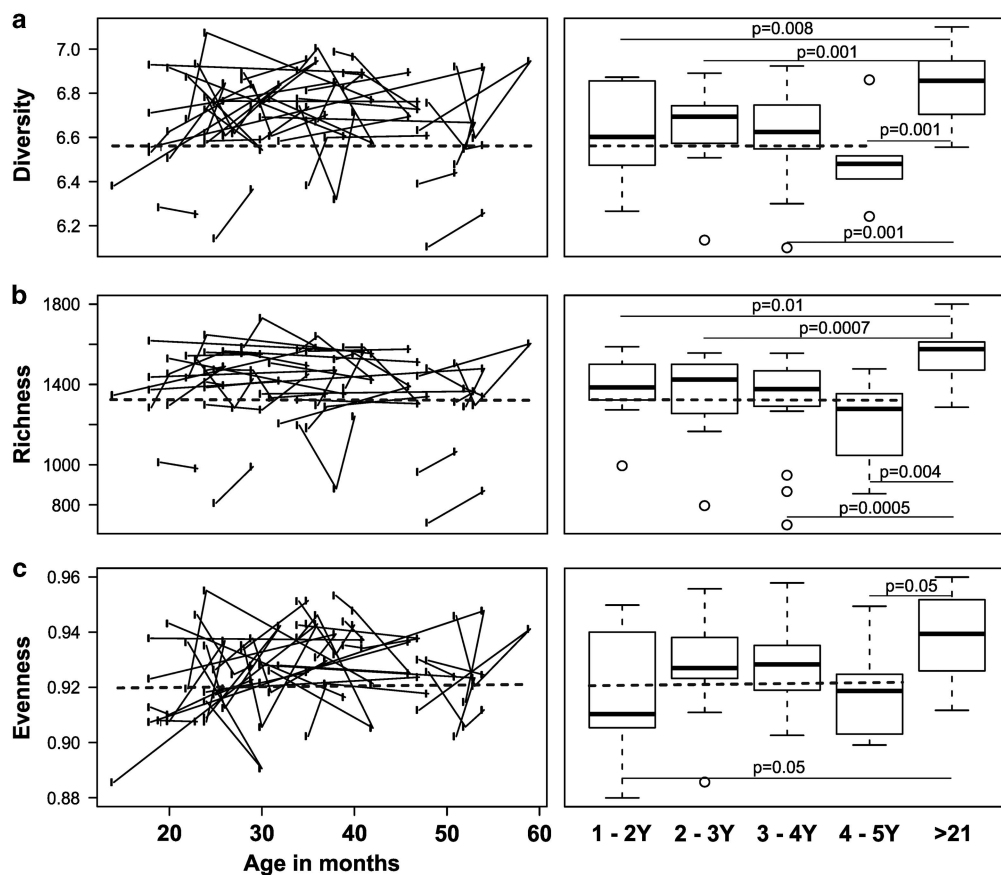 a
Diversity
7.0
6.8
6.6
6.4
6.2
p=0.008
p=0.001
p=0.001
p=0.001
b
Richness
1800
1400
1000
800
p=0.01
p=0.0007
p=0.004
p=0.0005
c
Evenness
0.96
0.94
0.92
0.90
0.88
p=0.05
p=0.05
20 30 40 50 60
Age in months
1 - 2Y 2 - 3Y 3 - 4Y 4 - 5Y >21